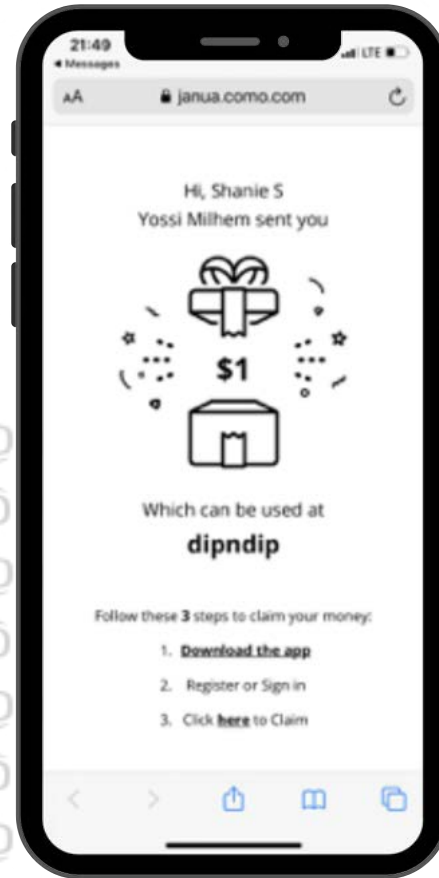 21:49
LTE
Messages
AA
janua.como.com
Hi, Shanie S
Yossi Milhem sent you
$1
Which can be used at
dipndip
Follow these 3 steps to claim your money:
1. Download the app
2. Register or Sign in
3. Click here to Claim